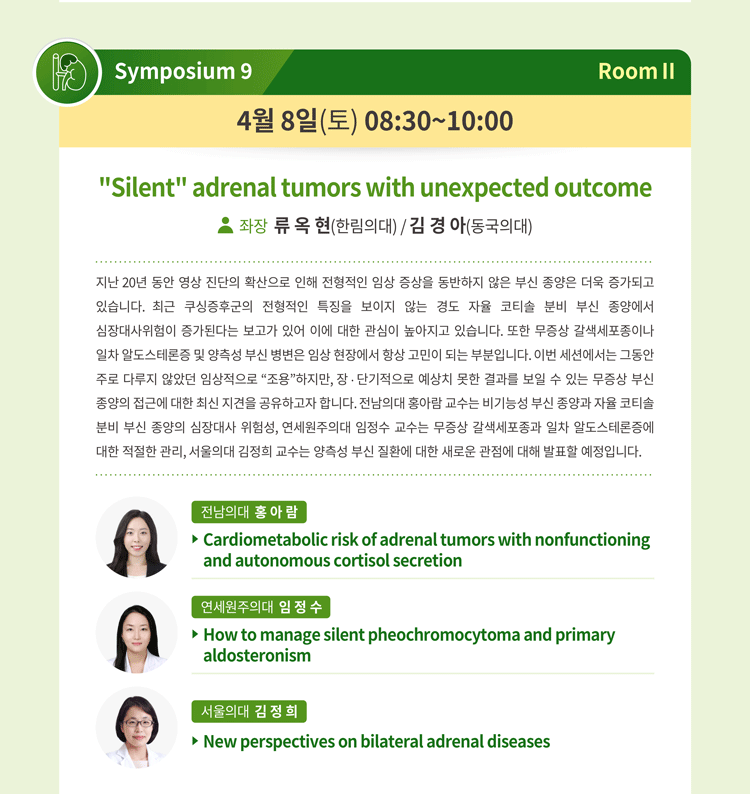 Symposium 9
Room II
4월 8일(토) 08:30~10:00
"Silent" adrenal tumors with unexpected outcome
좌장 류 옥 현(한림의대) / 김 경 아(동국의대)
지난 20년 동안 영상 진단의 확산으로 인해 전형적인 임상 증상을 동반하지 않은 부신 종양은 더욱 증가되고
있습니다. 최근 쿠싱증후군의 전형적인 특징을 보이지 않는 경도 자율 코티솔 분비 부신 종양에서
심장대사위험이 증가된다는 보고가 있어 이에 대한 관심이 높아지고 있습니다. 또한 무증상 갈색세포종이나
일차 알도스테론증 및 양측성 부신 병변은 임상 현장에서 항상 고민이 되는 부분입니다. 이번 세션에서는 그동안
주로 다루지 않았던 임상적으로 “조용”하지만, 장 · 단기적으로 예상치 못한 결과를 보일 수 있는 무증상 부신
종양의 접근에 대한 최신 지견을 공유하고자 합니다. 전남의대 홍아람 교수는 비기능성 부신 종양과 자율 코티솔
분비 부신 종양의 심장대사 위험성, 연세원주의대 임정수 교수는 무증상 갈색세포종과 일차 알도스테론증에
대한 적절한 관리, 서울의대 김정희 교수는 양측성 부신 질환에 대한 새로운 관점에 대해 발표할 예정입니다.
전남의대 홍 아 람
Cardiometabolic risk of adrenal tumors with nonfunctioning
and autonomous cortisol secretion
연세원주의대 임 정 수
How to manage silent pheochromocytoma and primary
aldosteronism
서울의대 김 정 희
New perspectives on bilateral adrenal diseases